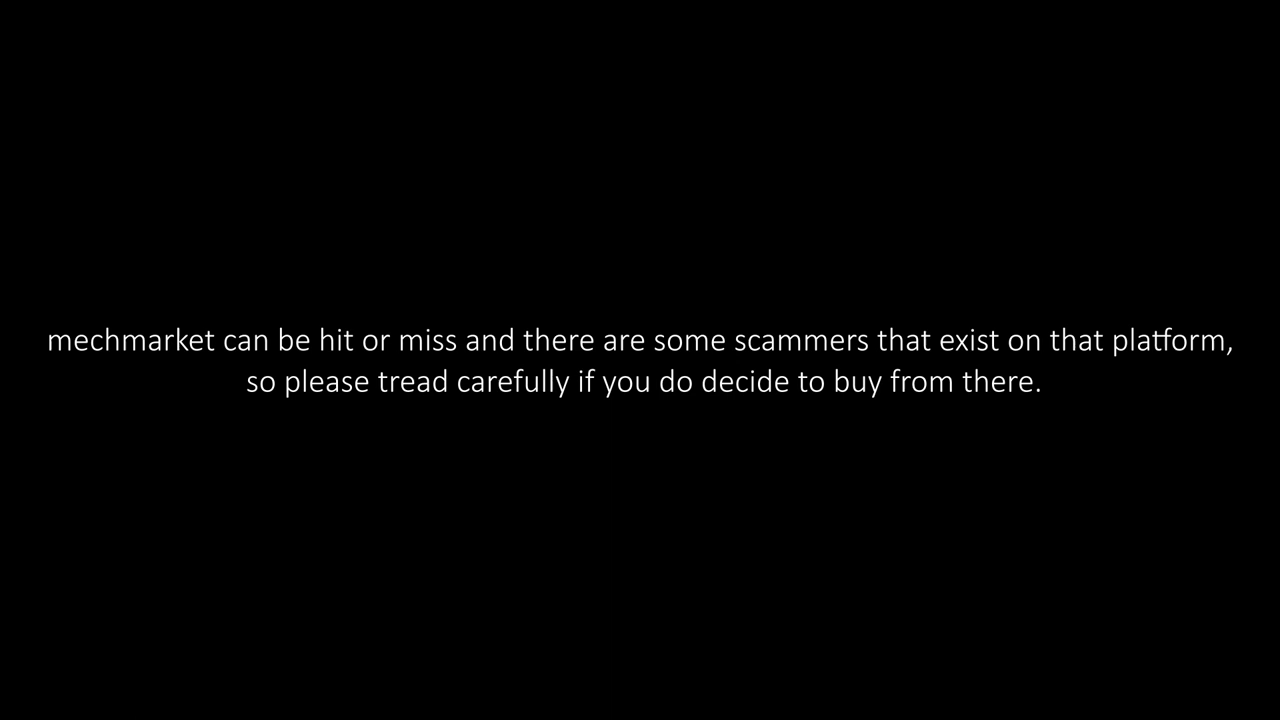 mechmarket can be hit or miss and there are some scammers that exist on that platform,
so please tread carefully if you do decide to buy from there.